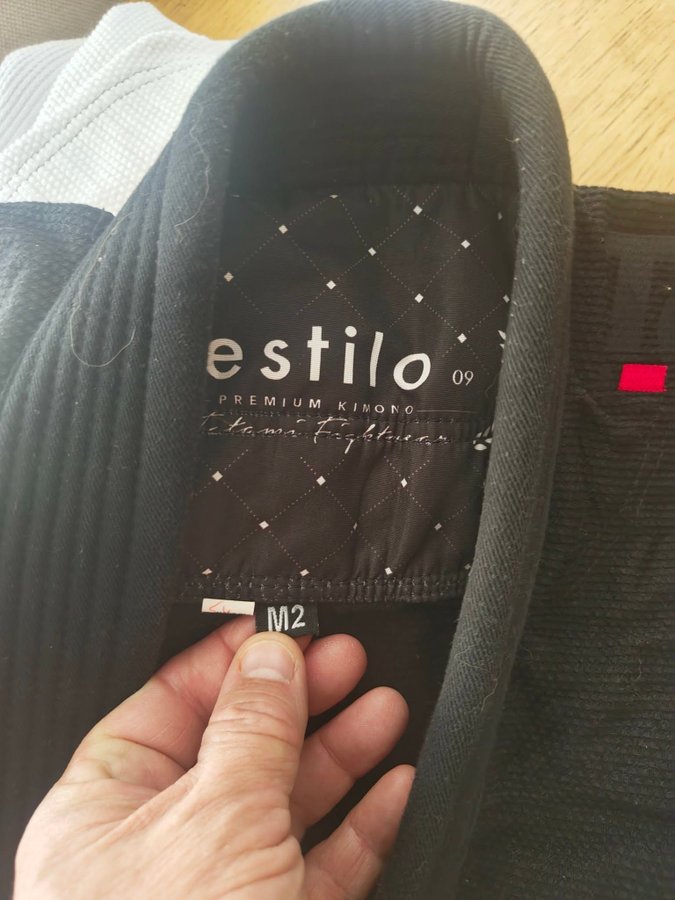 estilo 09
PREMIUM KIMONO
Tatami Fightwear
M2